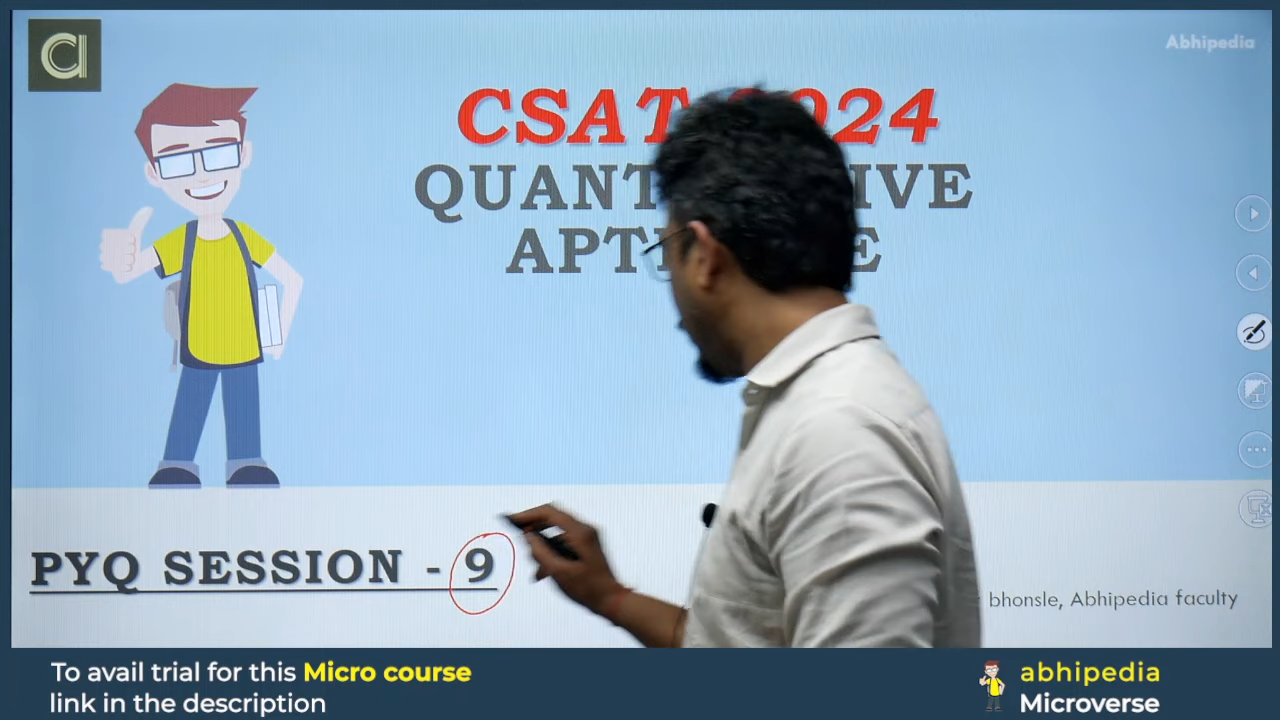 Abhipedia
CSAT 2024
QUANT IVE
APT E
PYQ SESSION - 9
bhonsle, Abhipedia faculty
To avail trial for this Micro course
link in the description
abhipedia
Microverse